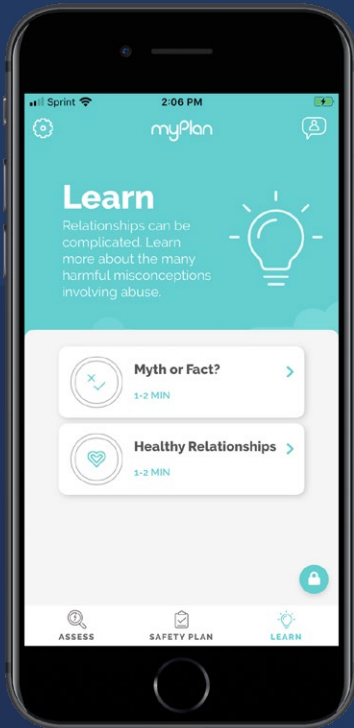 Sprint 2:06 PM
myPlan
Learn
Relationships can be
complicated. Learn
more about the many
harmful misconceptions
involving abuse.
Myth or Fact?
1-2 MIN
Healthy Relationships
1-2 MIN
ASSESS SAFETY PLAN LEARN